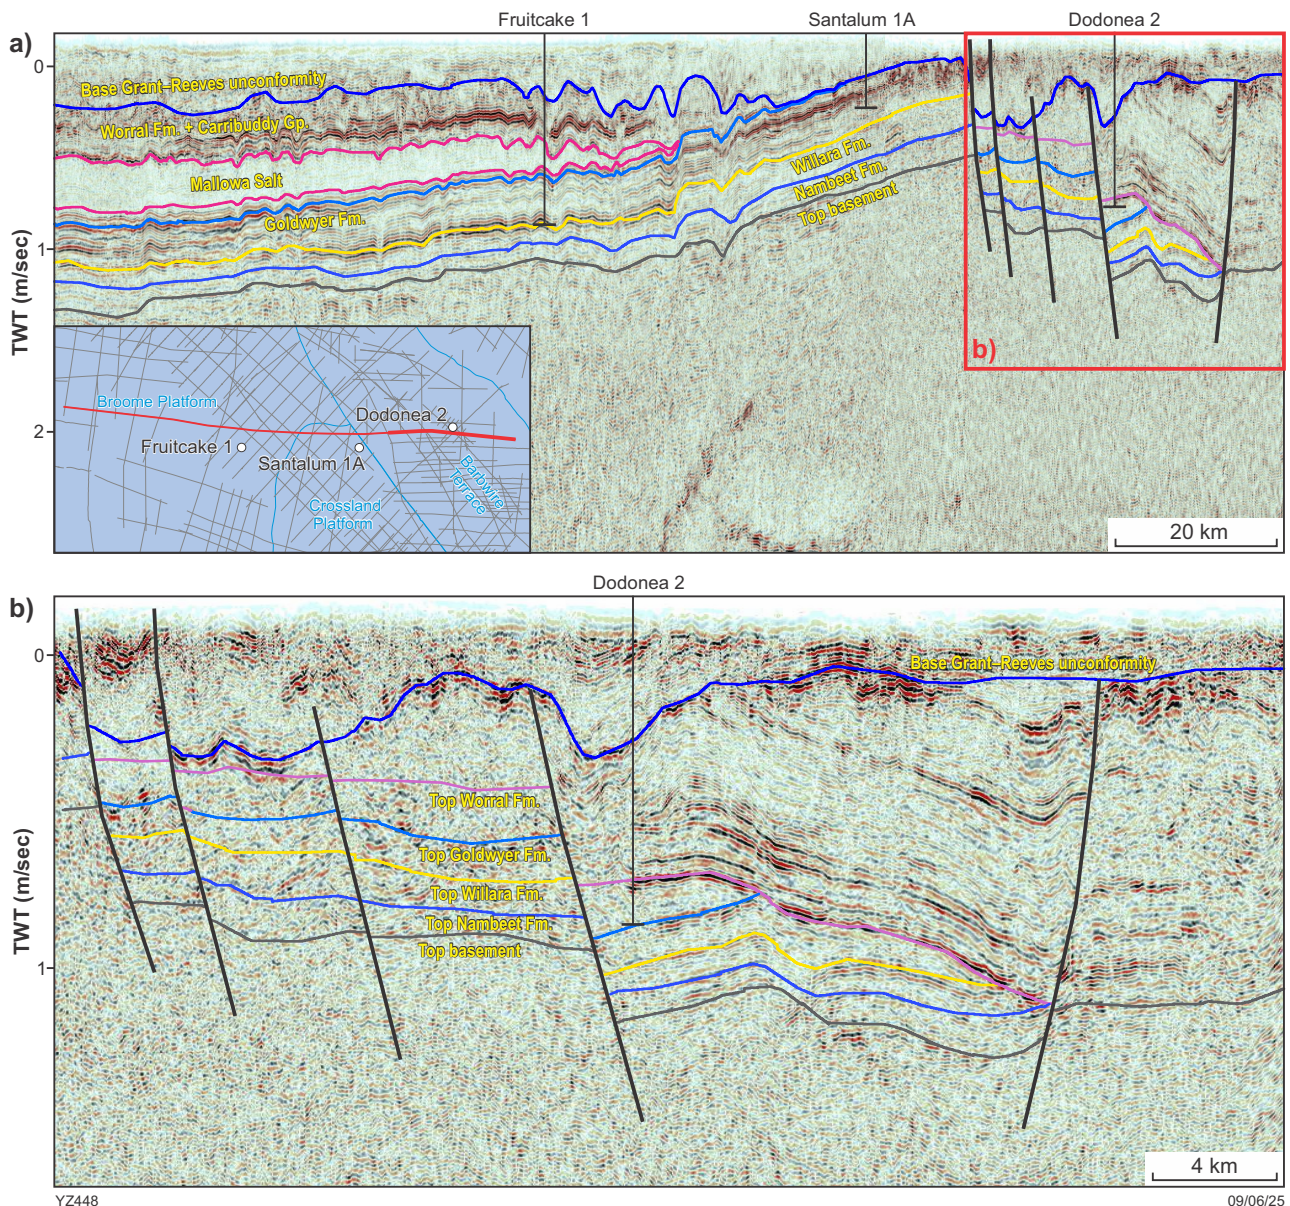 Fruitcake 1
Santalum 1A
Dodonea 2
a)
0
Base Grant–Reeves unconformity
Worral Fm. + Carribuddy Gp.
Mallowa Salt
Goldwyer Fm.
Willara Fm.
Nambeet Fm.
Top basement
1
TWT (m/sec)
b)
Broome Platform
Dodonea 2
Fruitcake 1
Santalum 1A
Barbwire
Terrace
Crossland
Platform
2
20 km
Dodonea 2
b)
0
Base Grant–Reeves unconformity
Top Worral Fm.
Top Goldwyer Fm.
Top Willara Fm.
Top Nambeet Fm.
Top basement
TWT (m/sec)
1
4 km
YZ448
09/06/25